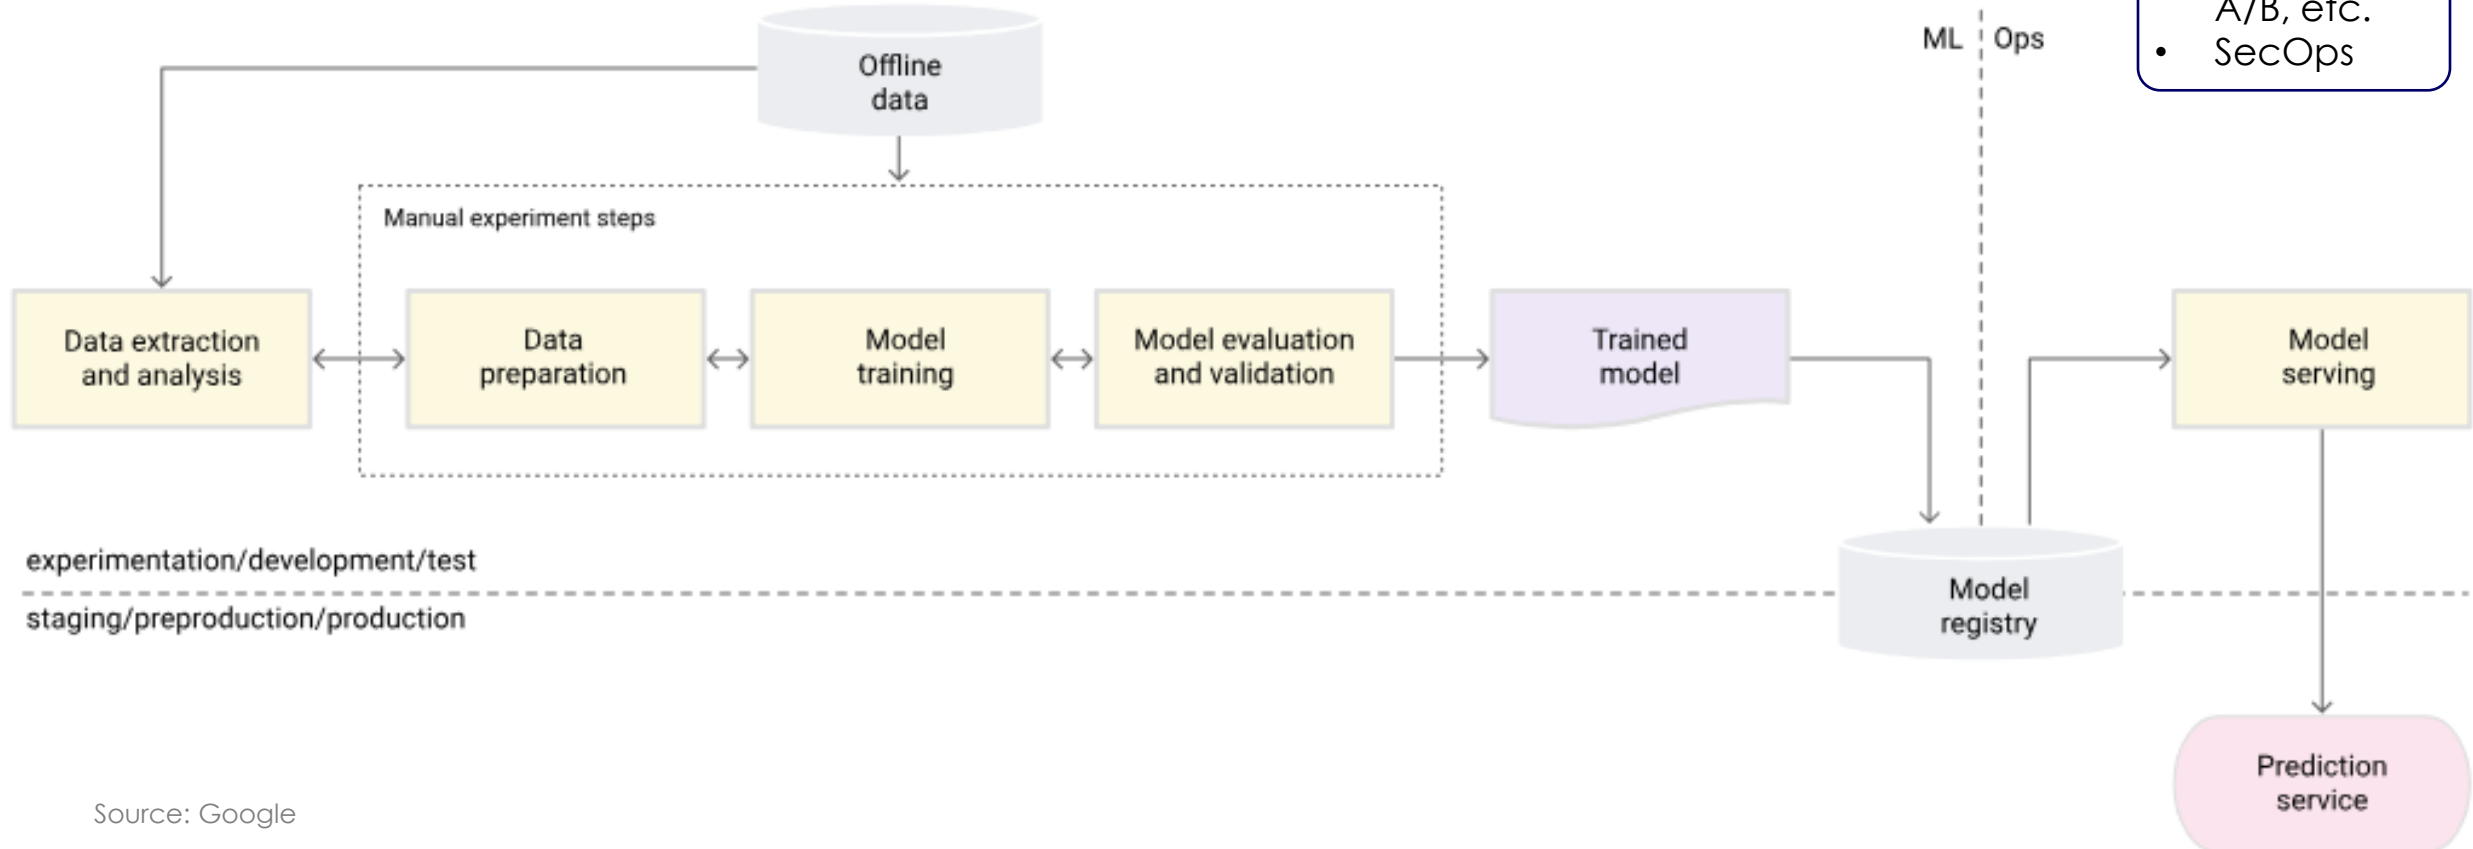 A/B, etc.
• SecOps
ML Ops
Offline
data
Manual experiment steps
Data extraction
and analysis
Data
preparation
Model
training
Model evaluation
and validation
Trained
model
Model
serving
experimentation/development/test
staging/preproduction/production
Model
registry
Prediction
service
Source: Google